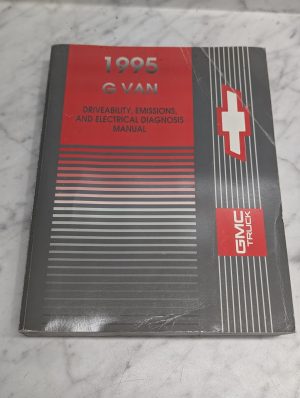 1995
G VAN
DRIVEABILITY, EMISSIONS,
AND ELECTRICAL DIAGNOSIS
MANUAL
GMC
TRUCK